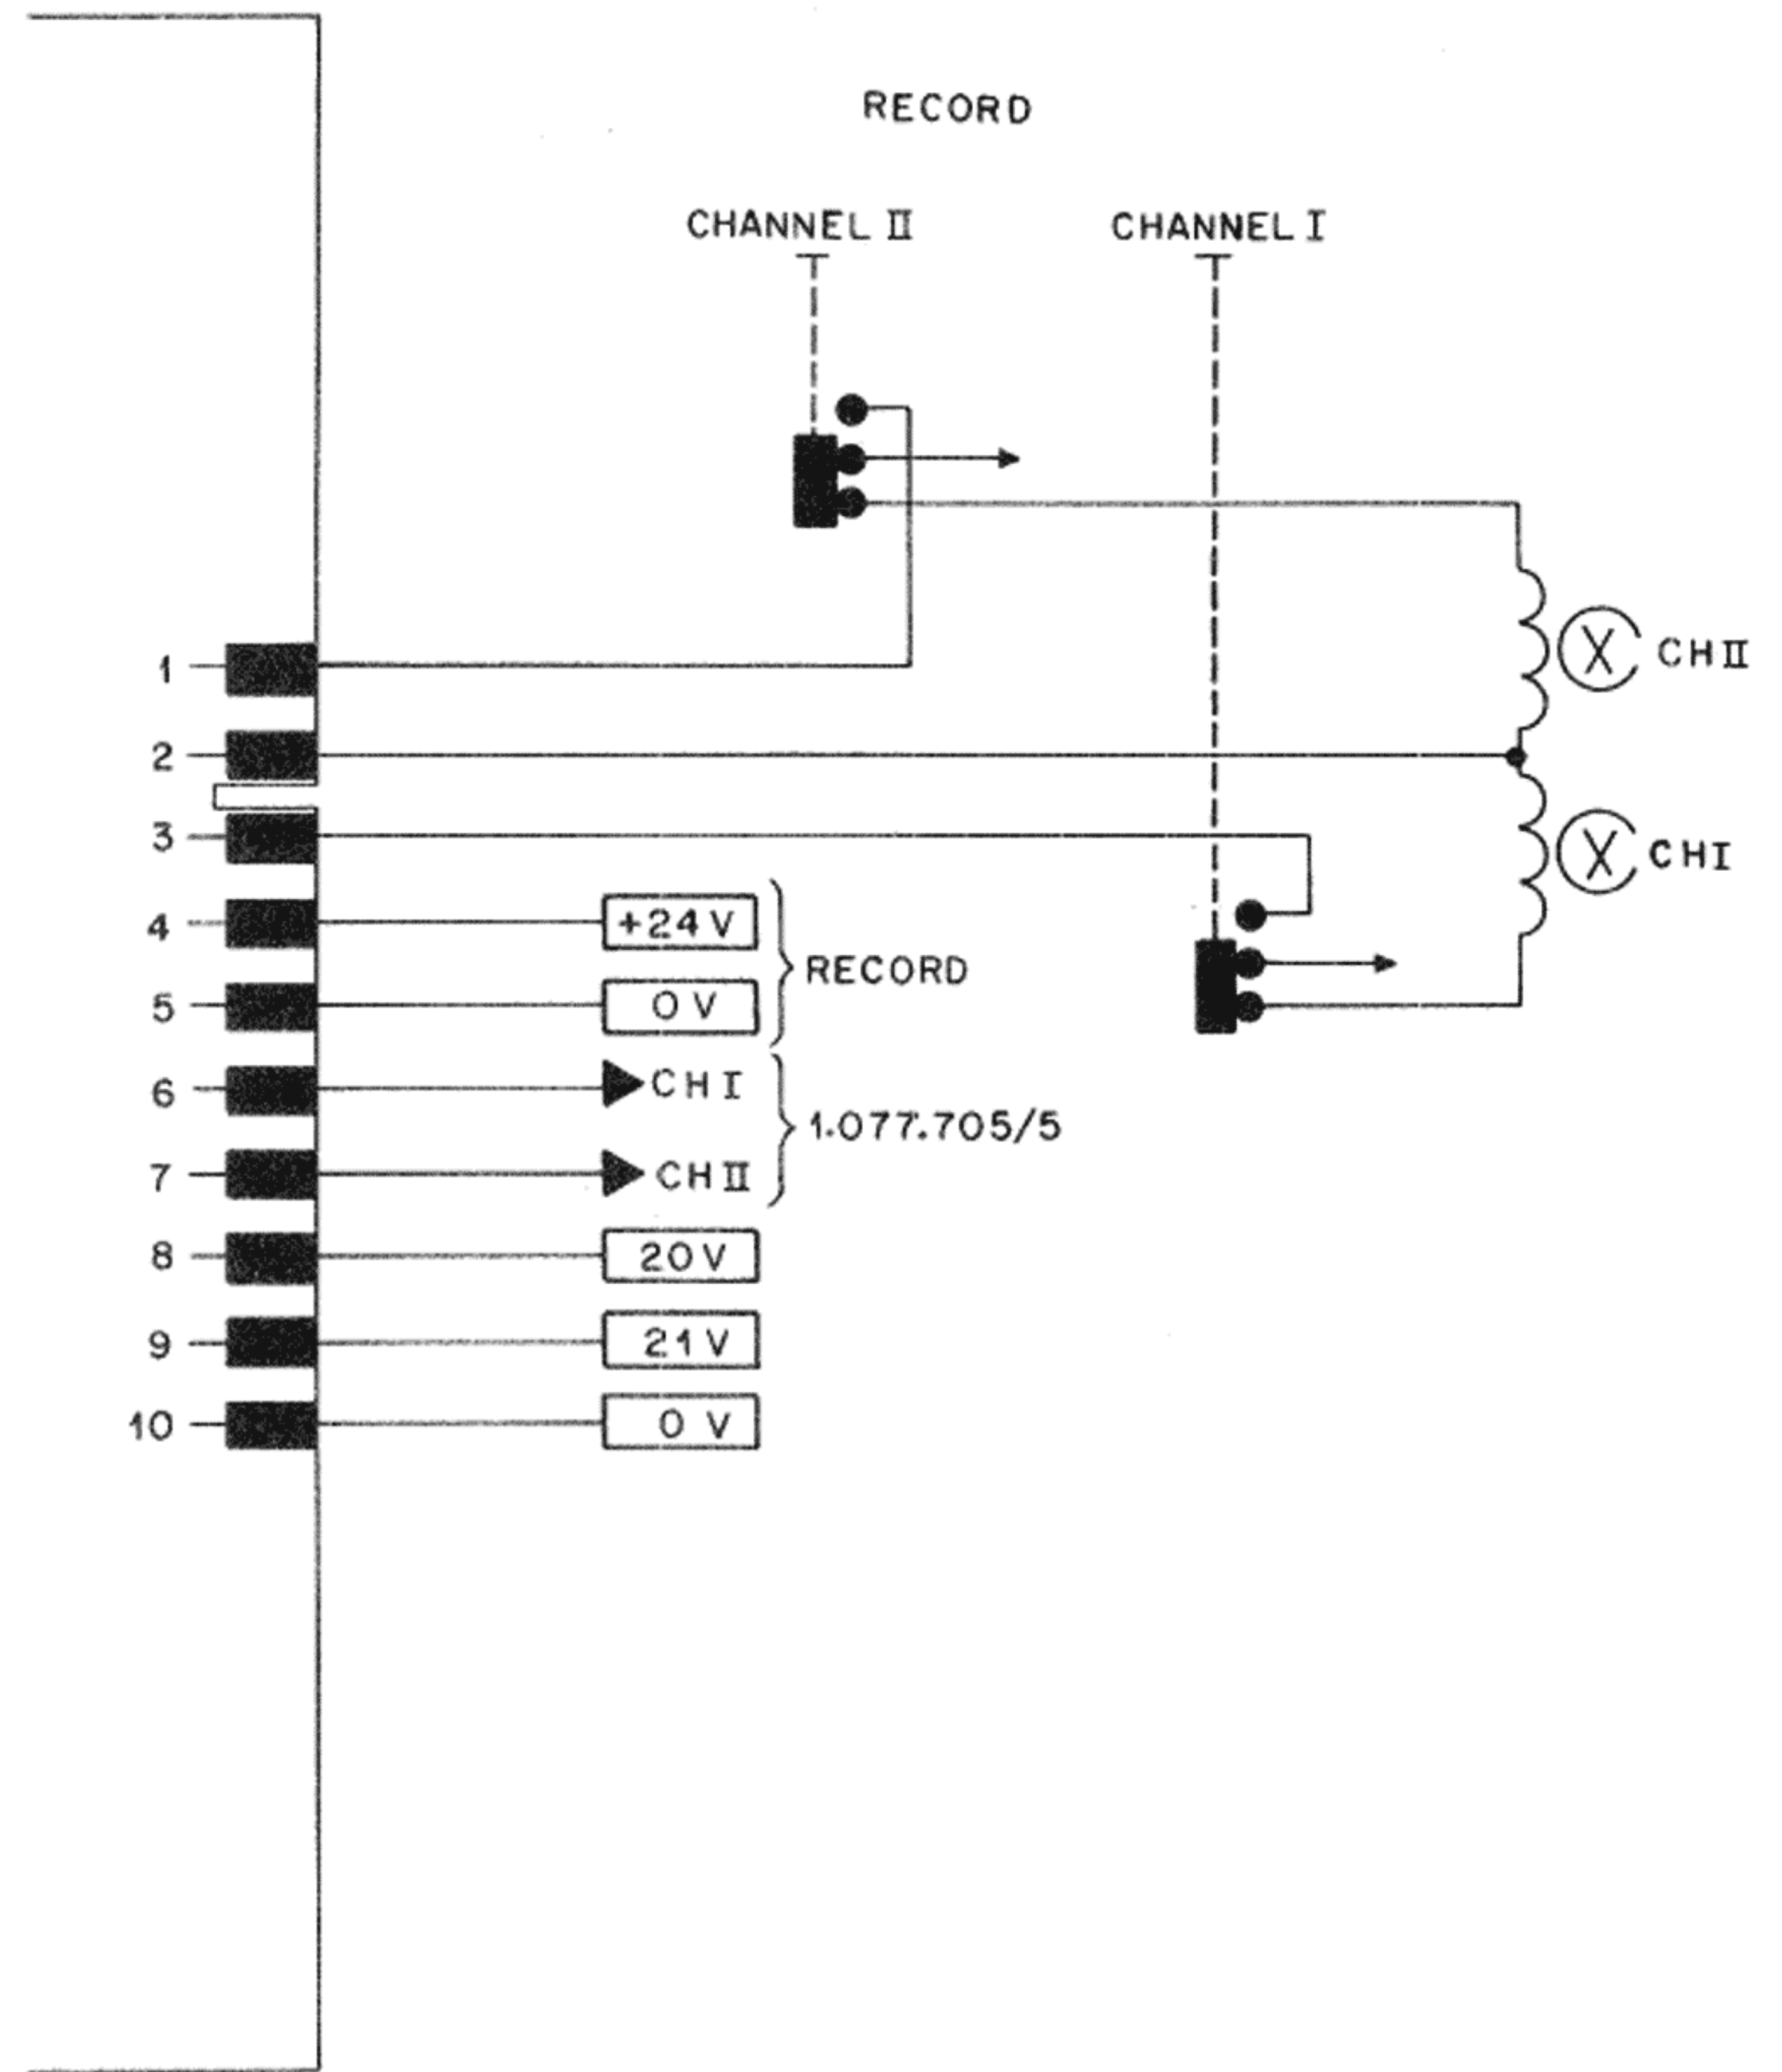 RECORD
CHANNEL II
CHANNEL I
1
CH II
2
3
CH I
4
+24 V
RECORD
5
0 V
6
CH I
1.077.705/5
7
CH II
8
20 V
9
21 V
10
0 V